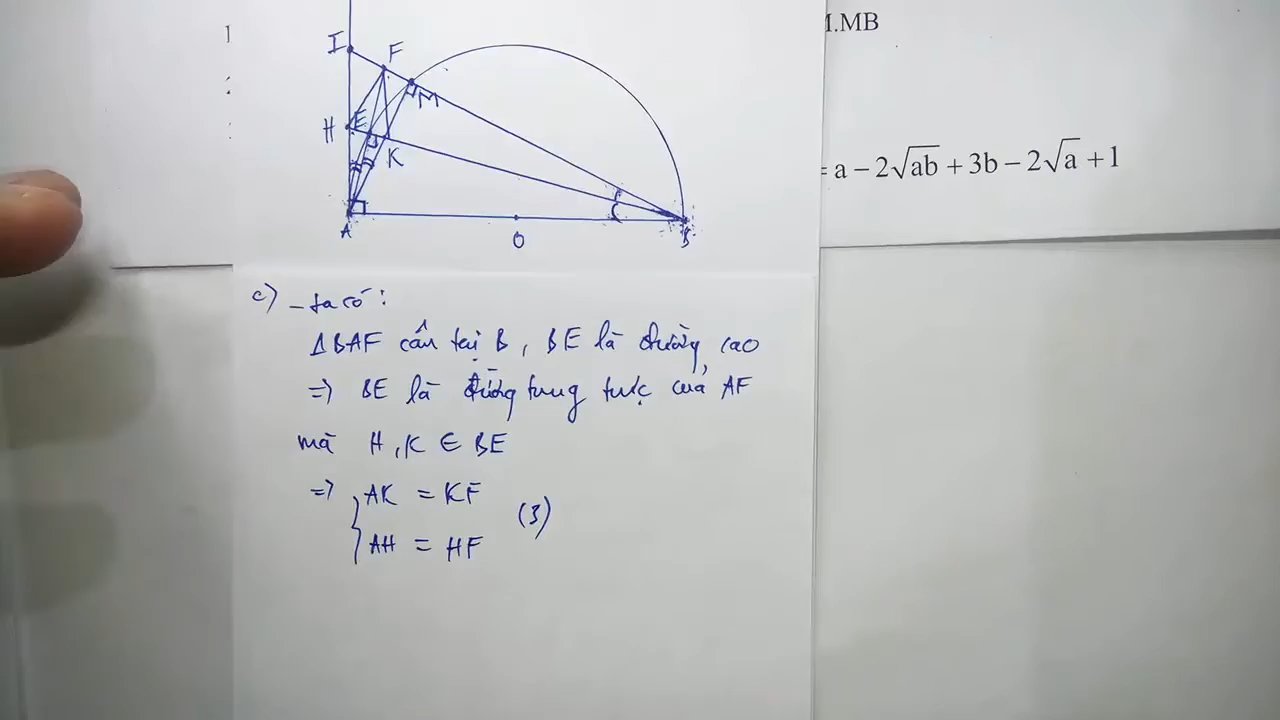 I.MB
I
F
M
H
E
K
= a − 2√ab + 3b − 2√a + 1
A
O
B
c) - ta có:
ΔBAF cân tại B, BE là đường cao
=> BE là đường trung trực của AF
mà H, K ∈ BE
=> { AK = KF
AH = HF (3)